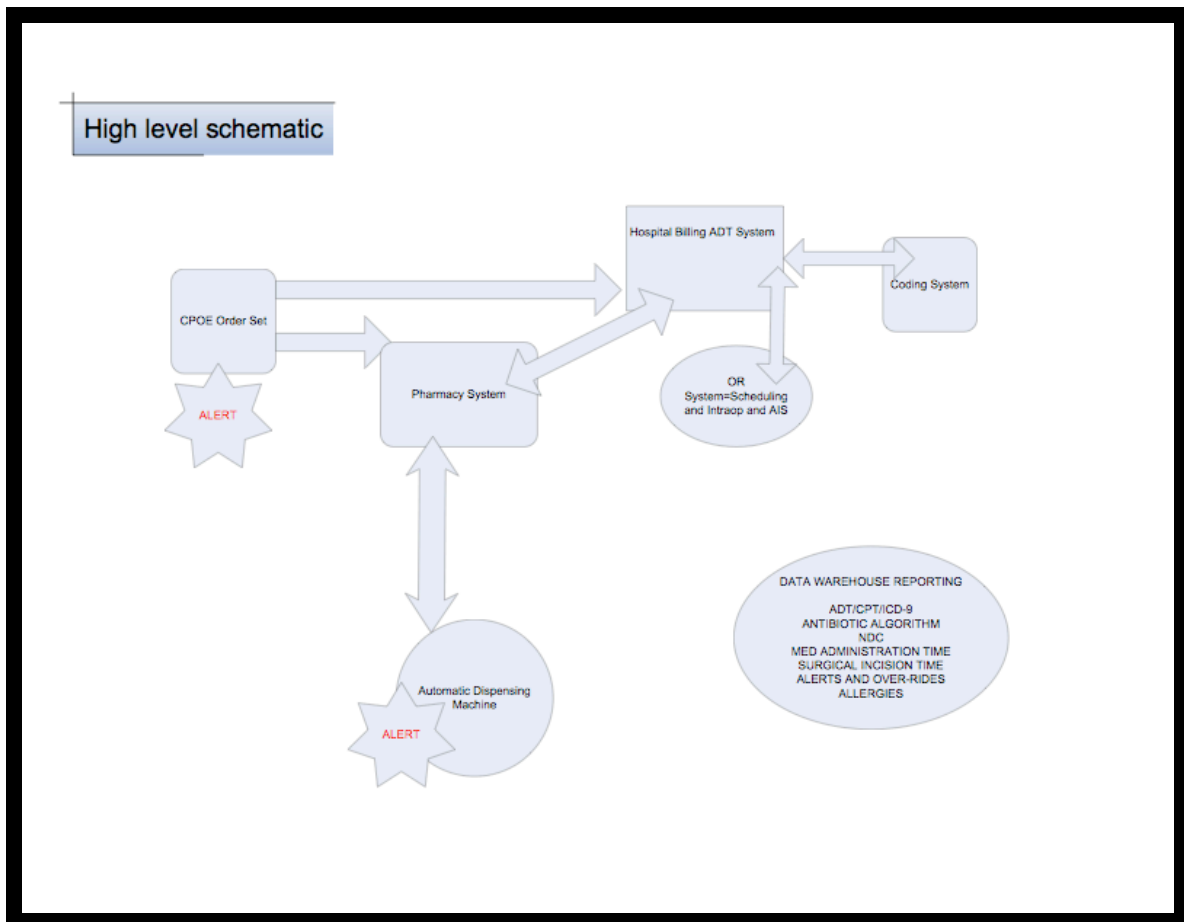 High level schematic
Hospital Billing ADT System
Coding System
CPOE Order Set
ALERT
Pharmacy System
OR
System=Scheduling
and Intraop and AIS
DATA WAREHOUSE REPORTING
ADT/CPT/ICD-9
ANTIBIOTIC ALGORITHM
NDC
MED ADMINISTRATION TIME
SURGICAL INCISION TIME
ALERTS AND OVER-RIDES
ALLERGIES
Automatic Dispensing
Machine
ALERT